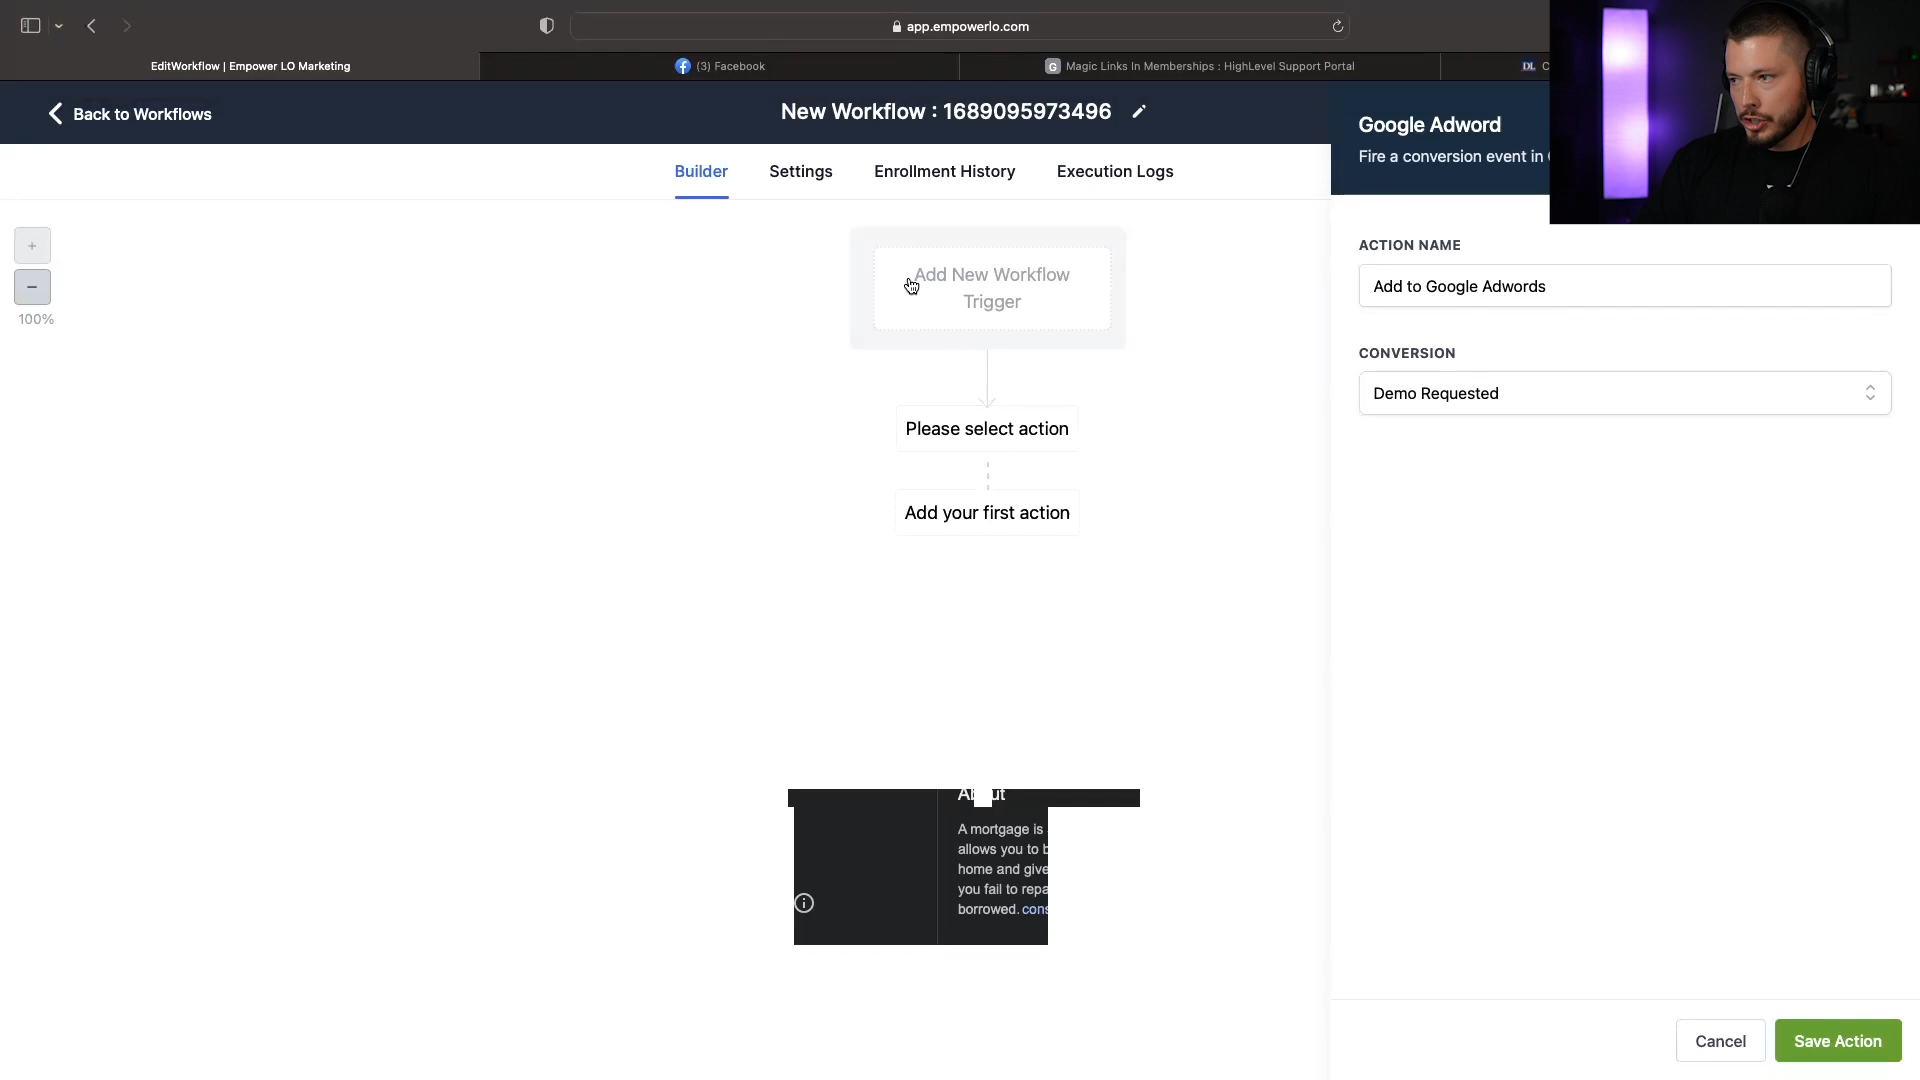 app.empowerlo.com
EditWorkflow | Empower LO Marketing
(3) Facebook
G Magic Links In Memberships : HighLevel Support Portal
DL C
Back to Workflows
New Workflow : 1689095973496
Google Adword
Fire a conversion event in
Builder
Settings
Enrollment History
Execution Logs
100%
Add New Workflow
Trigger
Please select action
Add your first action
ACTION NAME
Add to Google Adwords
CONVERSION
Demo Requested
A mortgage is
allows you to b
home and give
you fail to repa
borrowed. cons
Cancel
Save Action